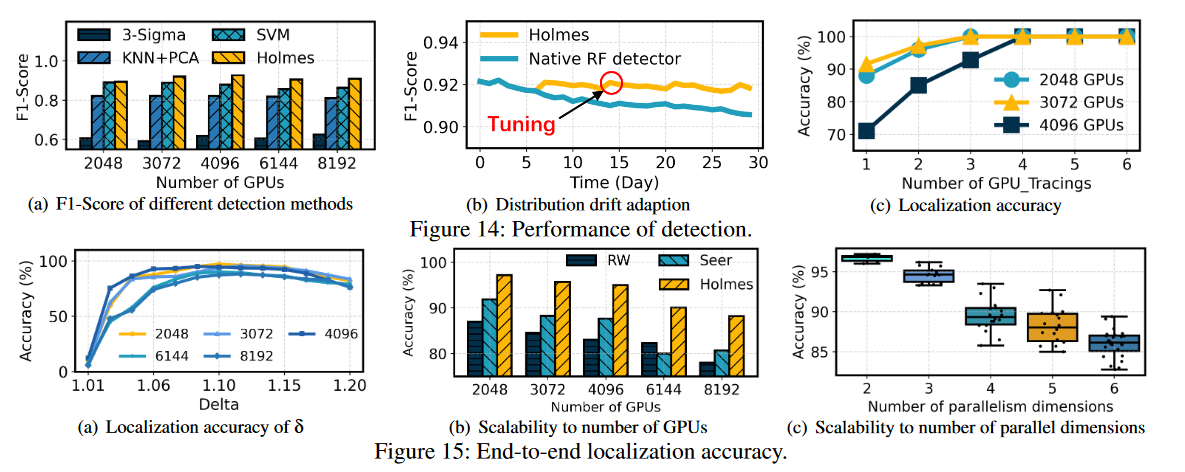 3-Sigma
SVM
KNN+PCA
Holmes
F1-Score
1.0
0.8
0.6
2048 3072 4096 6144 8192
Number of GPUs
(a) F1-Score of different detection methods
Holmes
Native RF detector
Tuning
F1-Score
0.94
0.92
0.90
0 5 10 15 20 25 30
Time (Day)
(b) Distribution drift adaption
Accuracy (%)
100
90
80
70
2048 GPUs
3072 GPUs
4096 GPUs
1 2 3 4 5 6
Number of GPU_Tracings
(c) Localization accuracy
Figure 14: Performance of detection.
Accuracy (%)
100
50
0
2048 3072 4096
6144 8192
1.01 1.06 1.10 1.15 1.20
Delta
(a) Localization accuracy of δ
Accuracy (%)
100
90
80
RW
Seer
Holmes
2048 3072 4096 6144 8192
Number of GPUs
(b) Scalability to number of GPUs
Accuracy (%)
95
90
85
2 3 4 5 6
Number of parallelism dimensions
(c) Scalability to number of parallel dimensions
Figure 15: End-to-end localization accuracy.